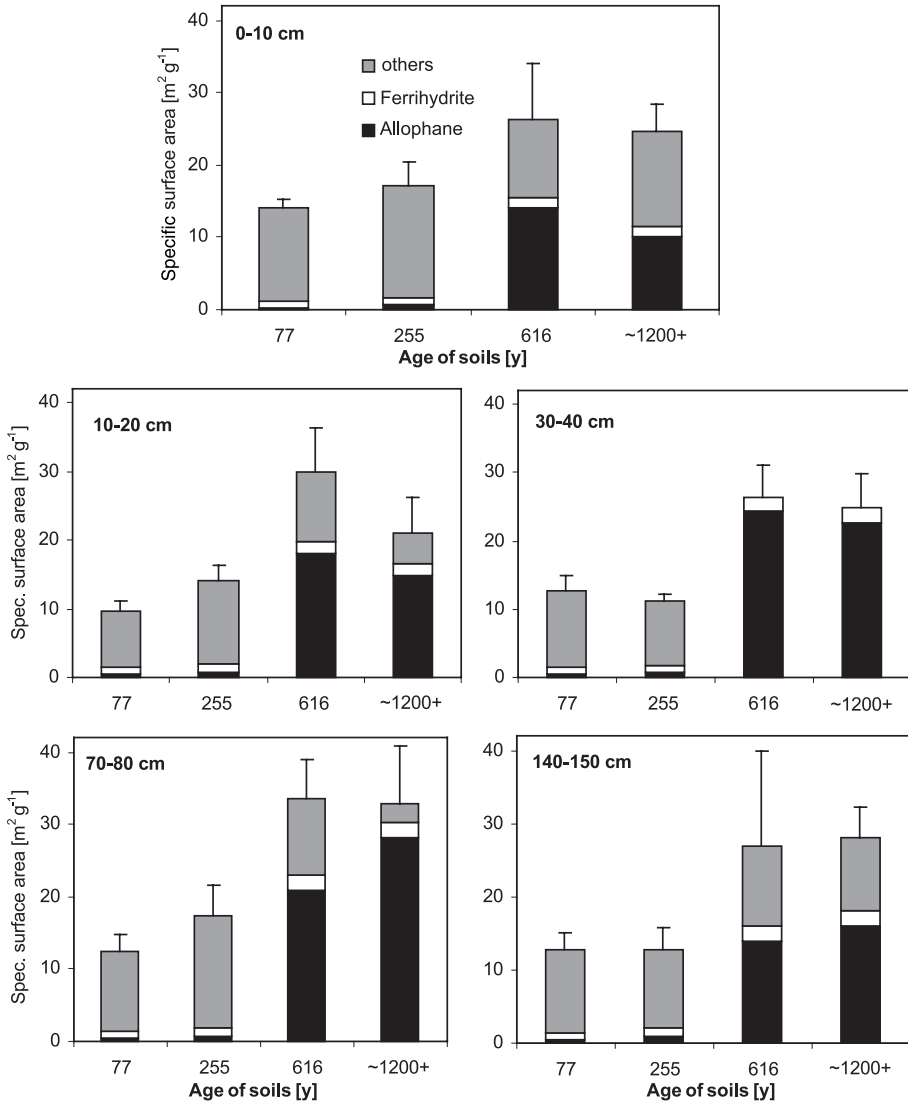 0-10 cm
others
Ferrihydrite
Allophane
Specific surface area [m² g⁻¹]
40
30
20
10
0
77 255 616 ~1200+
Age of soils [y]
10-20 cm
Spec. surface area [m² g⁻¹]
40
30
20
10
0
77 255 616 ~1200+
30-40 cm
40
30
20
10
0
77 255 616 ~1200+
70-80 cm
Spec. surface area [m² g⁻¹]
40
30
20
10
0
77 255 616 ~1200+
Age of soils [y]
140-150 cm
40
30
20
10
0
77 255 616 ~1200+
Age of soils [y]